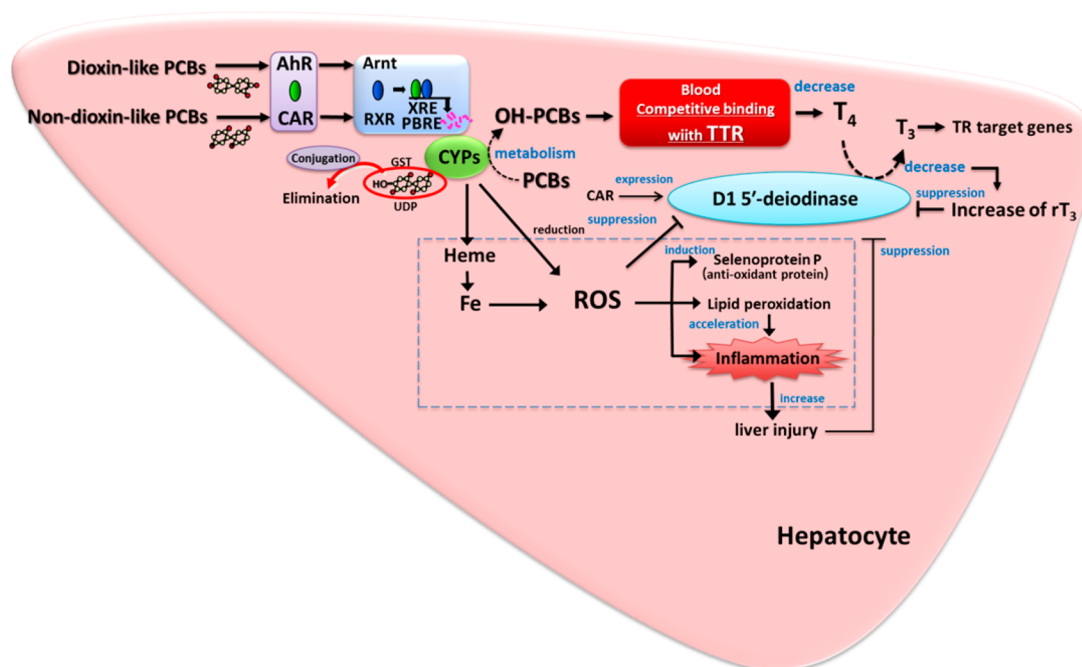 Dioxin-like PCBs
AhR
Arnt
Non-dioxin-like PCBs
CAR
RXR
XRE
PBRE
OH-PCBs
Blood
Competitive binding
wiith TTR
decrease
T4
T3
TR target genes
Conjugation
GST
CYPs
metabolism
PCBs
HO
Elimination
UDP
CAR
expression
D1 5′-deiodinase
decrease
suppression
Increase of rT3
suppression
reduction
Heme
Fe
ROS
induction
Selenoprotein P
(anti-oxidant protein)
suppression
Lipid peroxidation
acceleration
Inflammation
increase
liver injury
Hepatocyte